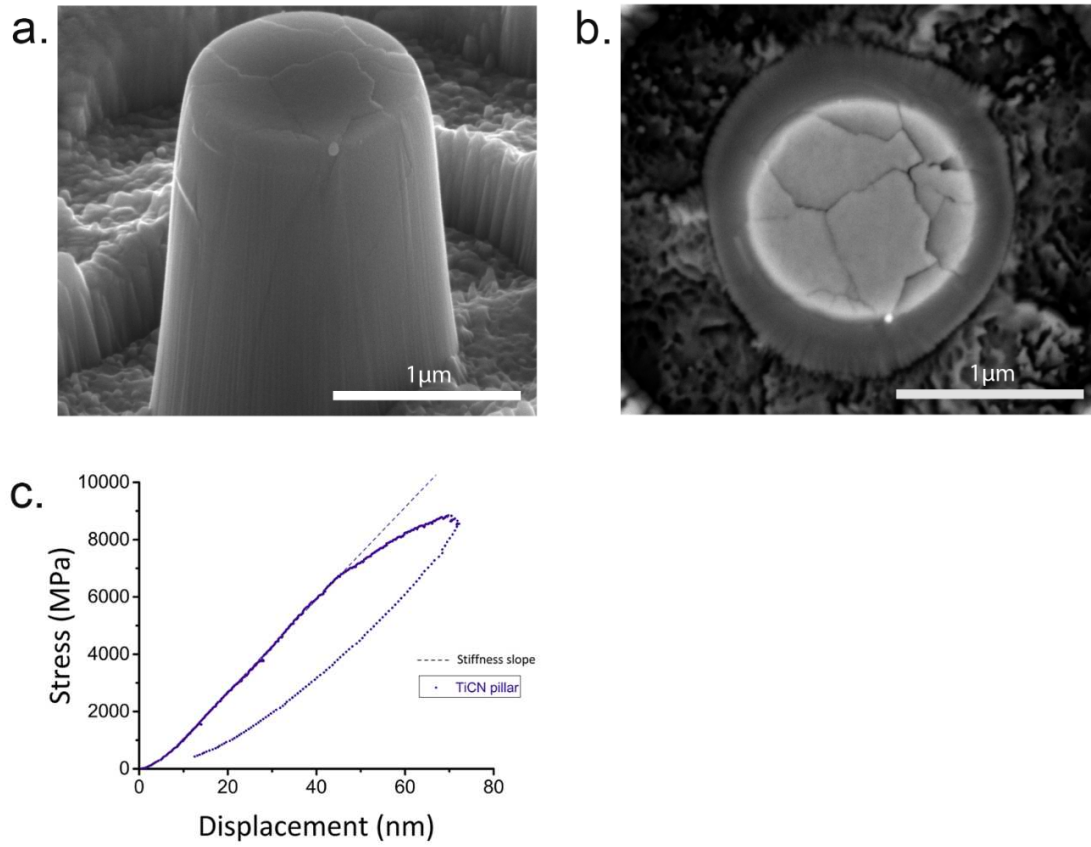 a.
1µm
b.
1µm
c.
Stress (MPa)
10000
8000
6000
4000
2000
0
Stiffness slope
TiCN pillar
0
20
40
60
80
Displacement (nm)